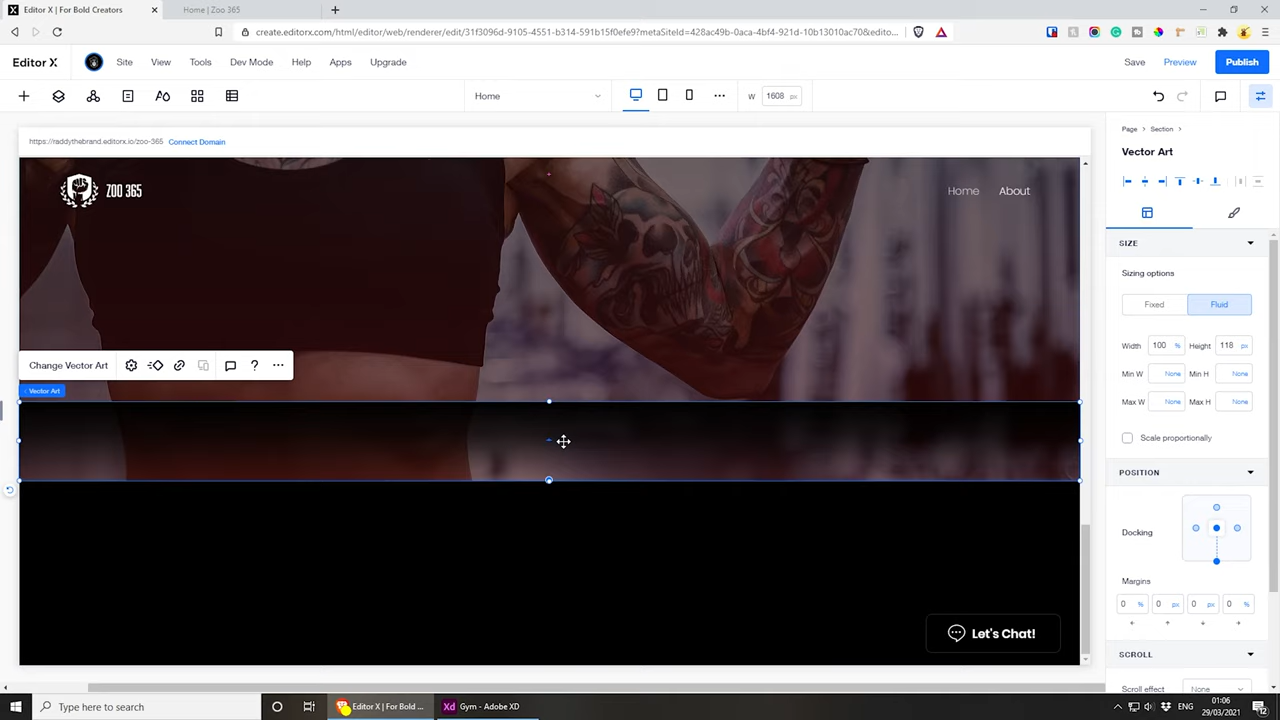 Editor X | For Bold Creators
Home | Zoo 365
create.editorx.com/html/editor/web/renderer/edit/31f3096d-9105-4551-b314-591b15f0efe9?metaSiteId=428ac49b-0aca-4bf4-921d-10b13010ac70&edito...
Editor X
Site
View
Tools
Dev Mode
Help
Apps
Upgrade
Save
Preview
Publish
Home
W
1608
px
https://raddythebrand.editorx.io/zoo-365
Connect Domain
Page
Section
Vector Art
ZOO 365
Home
About
SIZE
Sizing options
Fixed
Fluid
Width
100
%
Height
118
px
Min W
None
Min H
None
Max W
None
Max H
None
Scale proportionally
Change Vector Art
Vector Art
POSITION
Docking
Margins
0
%
0
px
0
px
0
%
Let's Chat!
SCROLL
Scroll effect
None
Type here to search
Editor X | For Bold ...
Gym - Adobe XD
ENG
01:06
29/03/2021
12